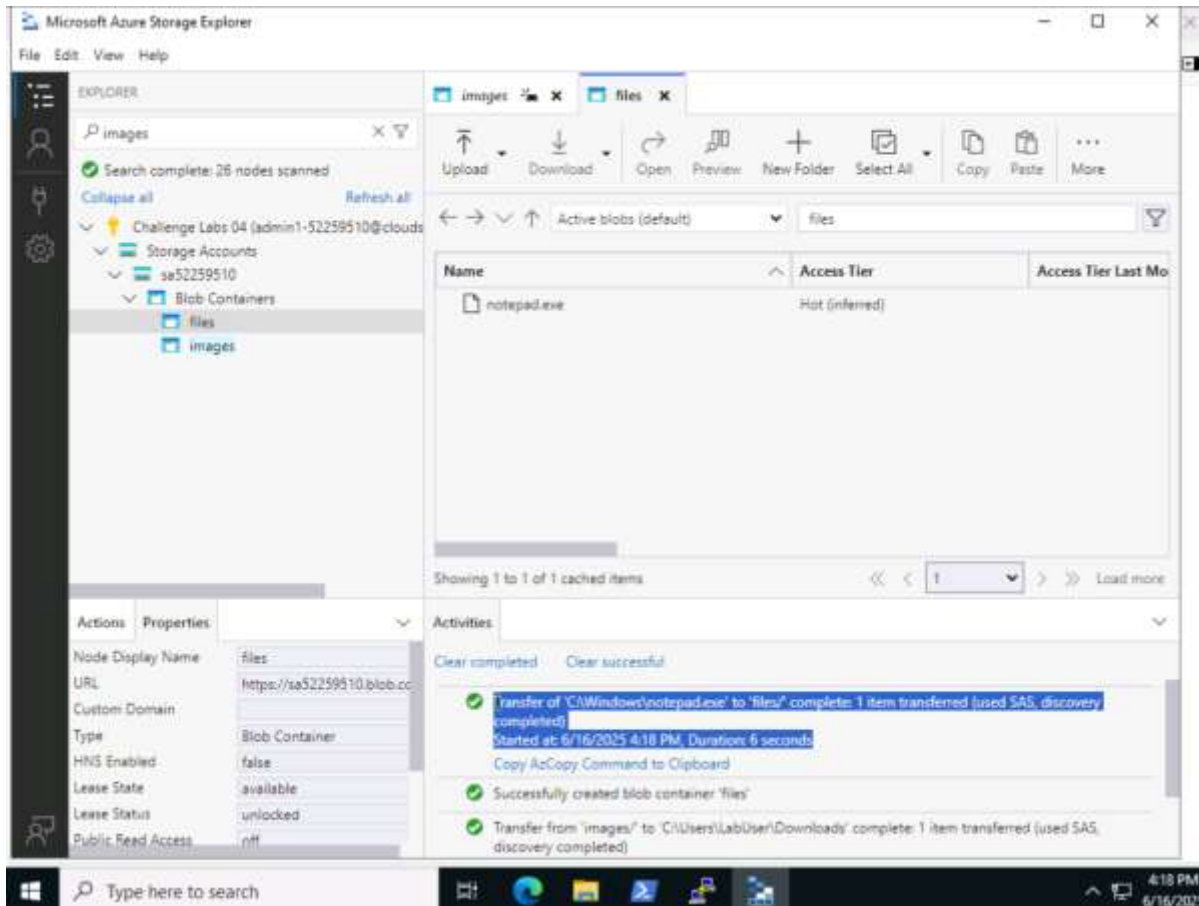 Microsoft Azure Storage Explorer
File Edit View Help
EXPLORER
images
Search complete: 26 nodes scanned
Collapse all Refresh all
Challenge Labs 04 (admin1-52259510@clouds
Storage Accounts
sa52259510
Blob Containers
files
images
images
files
Upload Download Open Preview New Folder Select All Copy Paste More
Active blobs (default) files
Name Access Tier Access Tier Last Mo
notepad.exe Hot (inferred)
Showing 1 to 1 of 1 cached items 1 Load more
Actions Properties
Node Display Name files
URL https://sa52259510.blob.cc
Custom Domain
Type Blob Container
HNS Enabled false
Lease State available
Lease Status unlocked
Public Read Access off
Activities
Clear completed Clear successful
Transfer of 'C:\Windows\notepad.exe' to 'files/' complete: 1 item transferred (used SAS, discovery
completed)
Started at: 6/16/2025 4:18 PM, Duration: 6 seconds
Copy AzCopy Command to Clipboard
Successfully created blob container 'files'
Transfer from 'images/' to 'C:\Users\LabUser\Downloads' complete: 1 item transferred (used SAS,
discovery completed)
Type here to search
4:18 PM
6/16/202